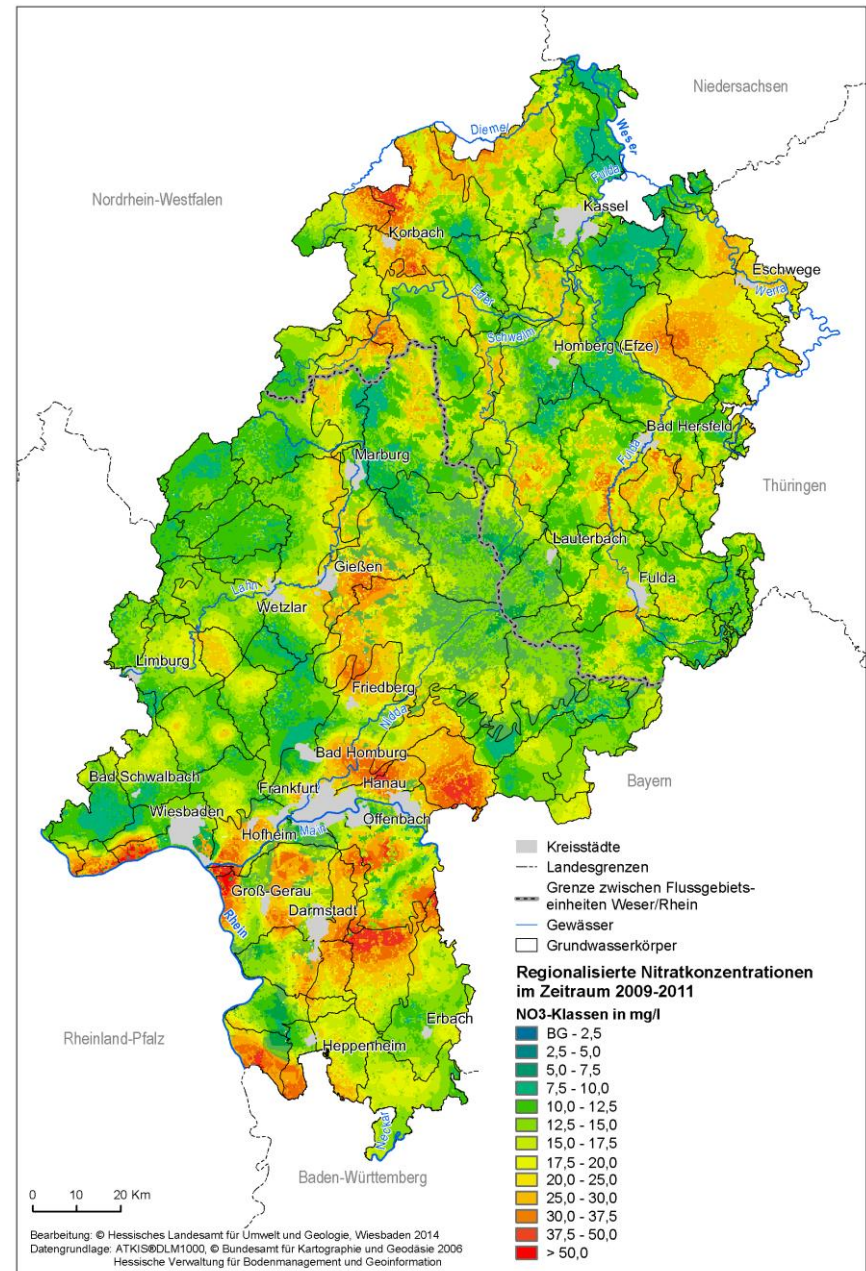 Niedersachsen
Diemel
Weser
Nordrhein-Westfalen
Fulda
Kassel
Korbach
Eschwege
Werra
Eder
Schwalm
Homberg (Efze)
Bad Hersfeld
Fulda
Marburg
Thüringen
Lauterbach
Gießen
Fulda
Lahn
Wetzlar
Limburg
Friedberg
Nidda
Bad Homburg
Bayern
Bad Schwalbach
Frankfurt
Hanau
Wiesbaden
Offenbach
Hofheim
Main
Groß-Gerau
Darmstadt
Rhein
Erbach
Rheinland-Pfalz
Heppenheim
Neckar
Baden-Württemberg
Kreisstädte
Landesgrenzen
Grenze zwischen Flussgebiets-
einheiten Weser/Rhein
Gewässer
Grundwasserkörper
Regionalisierte Nitratkonzentrationen
im Zeitraum 2009-2011
NO3-Klassen in mg/l
BG - 2,5
2,5 - 5,0
5,0 - 7,5
7,5 - 10,0
10,0 - 12,5
12,5 - 15,0
15,0 - 17,5
17,5 - 20,0
20,0 - 25,0
25,0 - 30,0
30,0 - 37,5
37,5 - 50,0
> 50,0
0 10 20 Km
Bearbeitung: © Hessisches Landesamt für Umwelt und Geologie, Wiesbaden 2014
Datengrundlage: ATKIS®DLM1000, © Bundesamt für Kartographie und Geodäsie 2006
Hessische Verwaltung für Bodenmanagement und Geoinformation